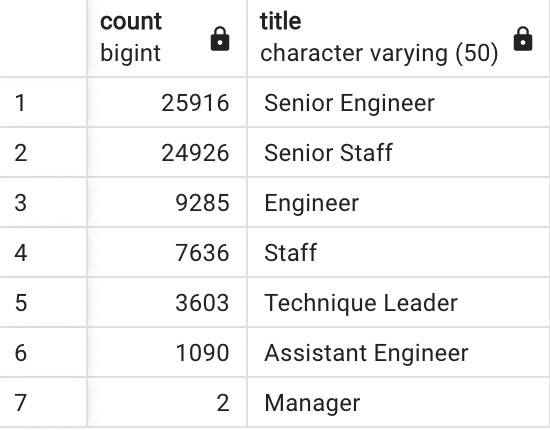 count title
bigint character varying (50)
1 25916 Senior Engineer
2 24926 Senior Staff
3 9285 Engineer
4 7636 Staff
5 3603 Technique Leader
6 1090 Assistant Engineer
7 2 Manager